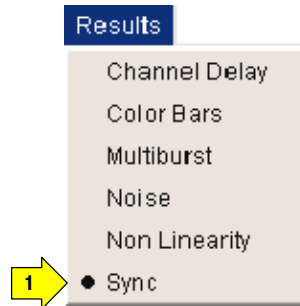 Results
Channel Delay
Color Bars
Multiburst
Noise
Non Linearity
1 ● Sync